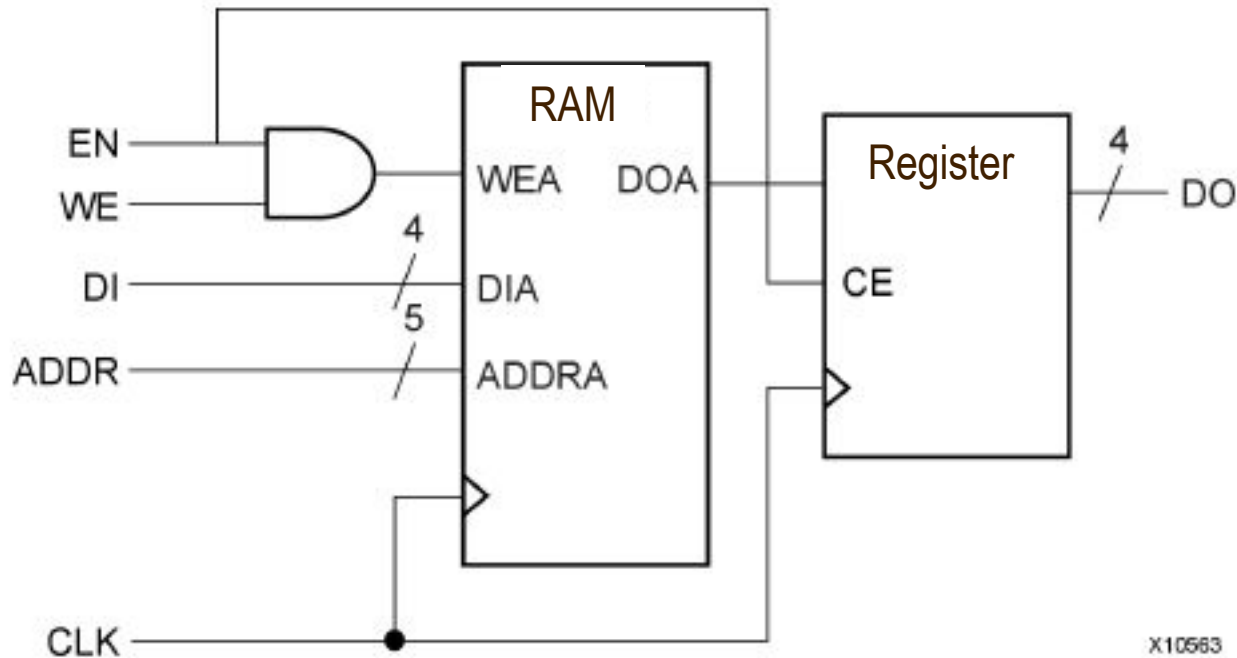 RAM
Register
EN
WE
DI
ADDR
CLK
4
5
WEA DOA
DIA
ADDRA
CE
4
DO
X10563